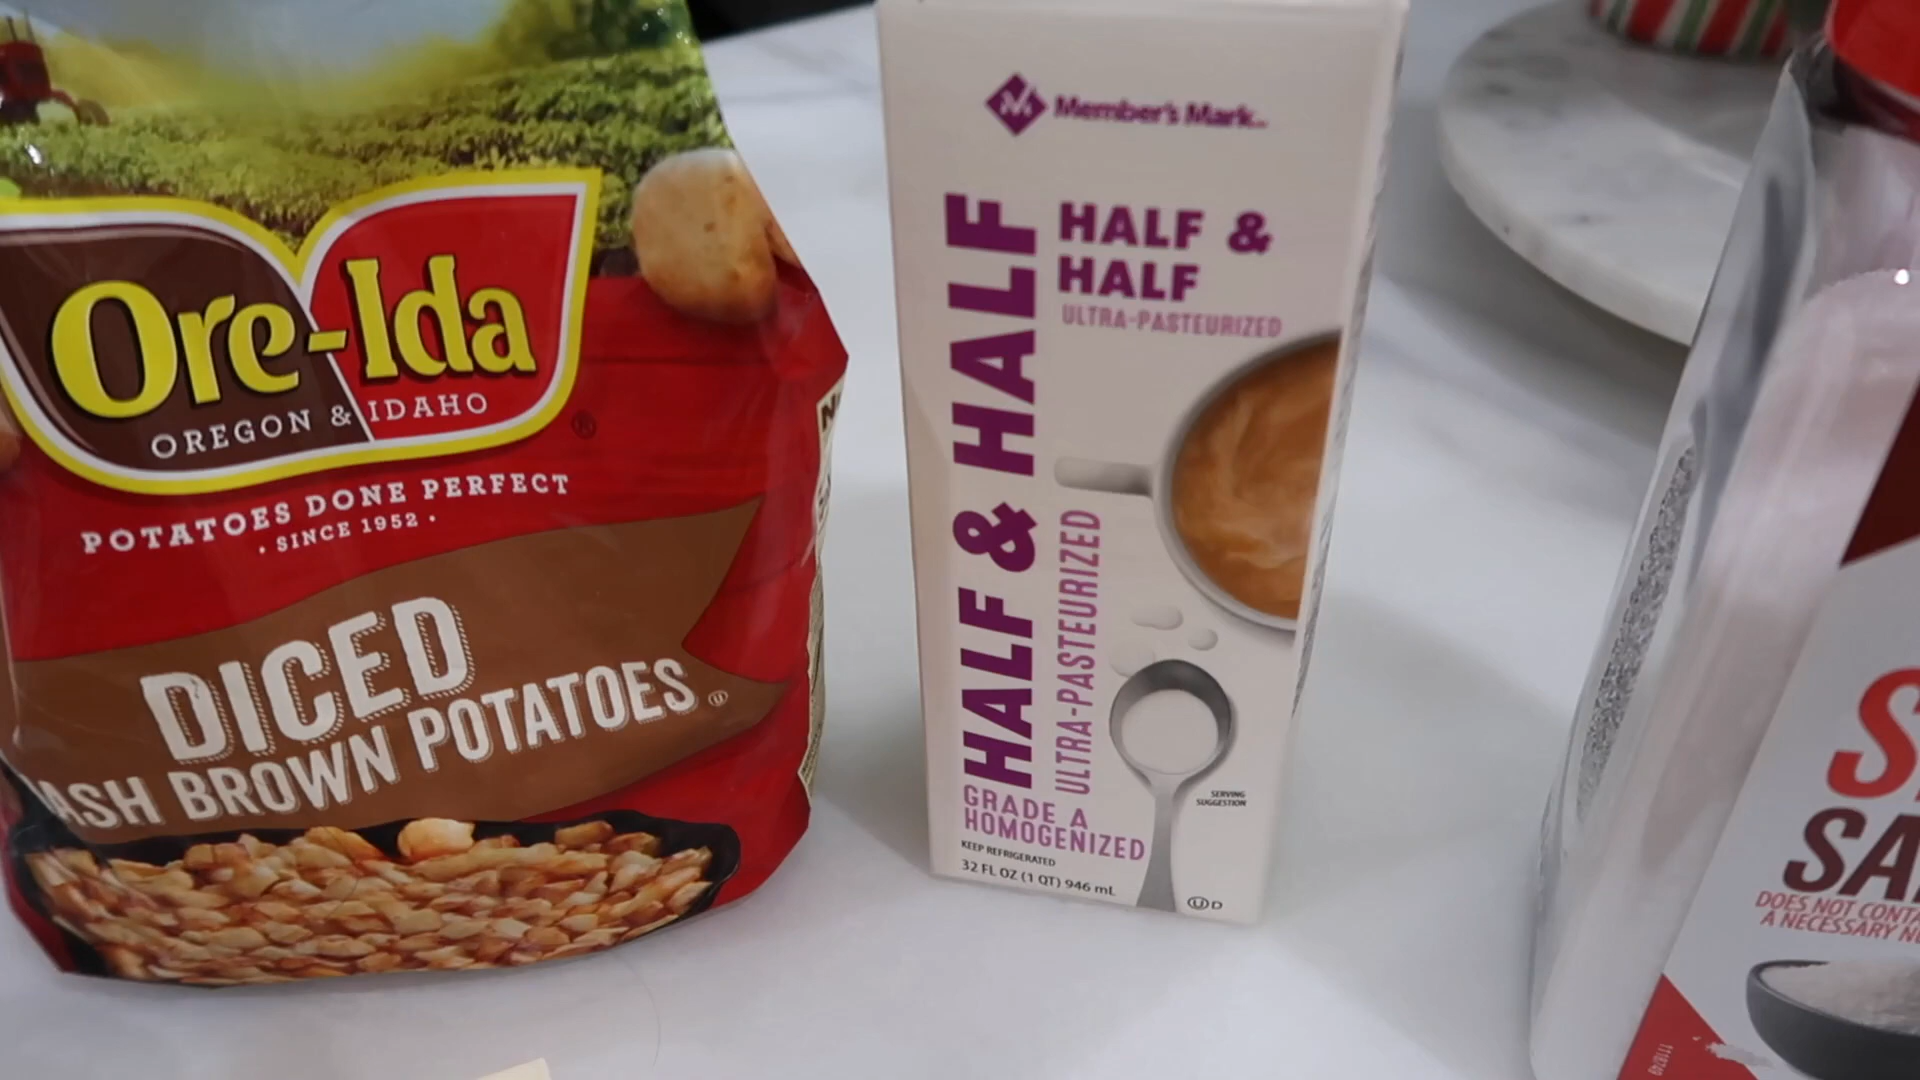 Ore-Ida
OREGON & IDAHO
®
POTATOES DONE PERFECT
• SINCE 1952 •
DICED
ASH BROWN POTATOES
Member's Mark
HALF & HALF
ULTRA-PASTEURIZED
HALF &
HALF
ULTRA-PASTEURIZED
SERVING
SUGGESTION
GRADE A
HOMOGENIZED
KEEP REFRIGERATED
32 FL OZ (1 QT) 946 mL
U D
SA
DOES NOT CONTA
A NECESSARY